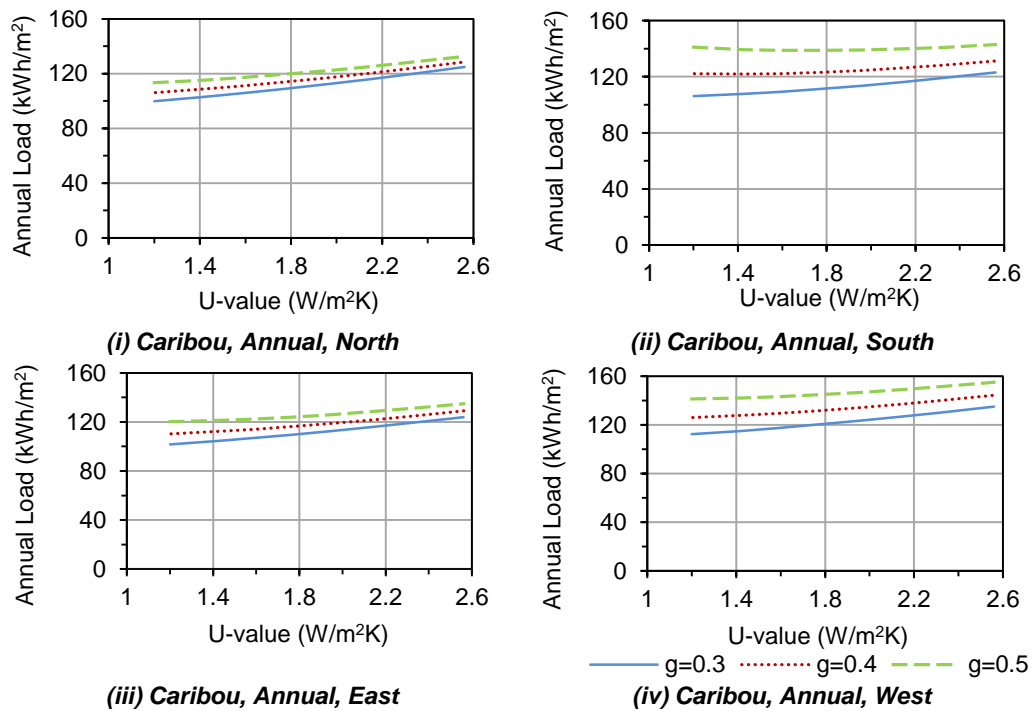 Annual Load (kWh/m²)
160
120
80
40
0
1 1.4 1.8 2.2 2.6
U-value (W/m²K)
(i) Caribou, Annual, North
Annual Load (kWh/m²)
160
120
80
40
0
1 1.4 1.8 2.2 2.6
U-value (W/m²K)
(ii) Caribou, Annual, South
Annual Load (kWh/m²)
160
120
80
40
0
1 1.4 1.8 2.2 2.6
U-value (W/m²K)
(iii) Caribou, Annual, East
Annual Load (kWh/m²)
160
120
80
40
0
1 1.4 1.8 2.2 2.6
U-value (W/m²K)
g=0.3 g=0.4 g=0.5
(iv) Caribou, Annual, West